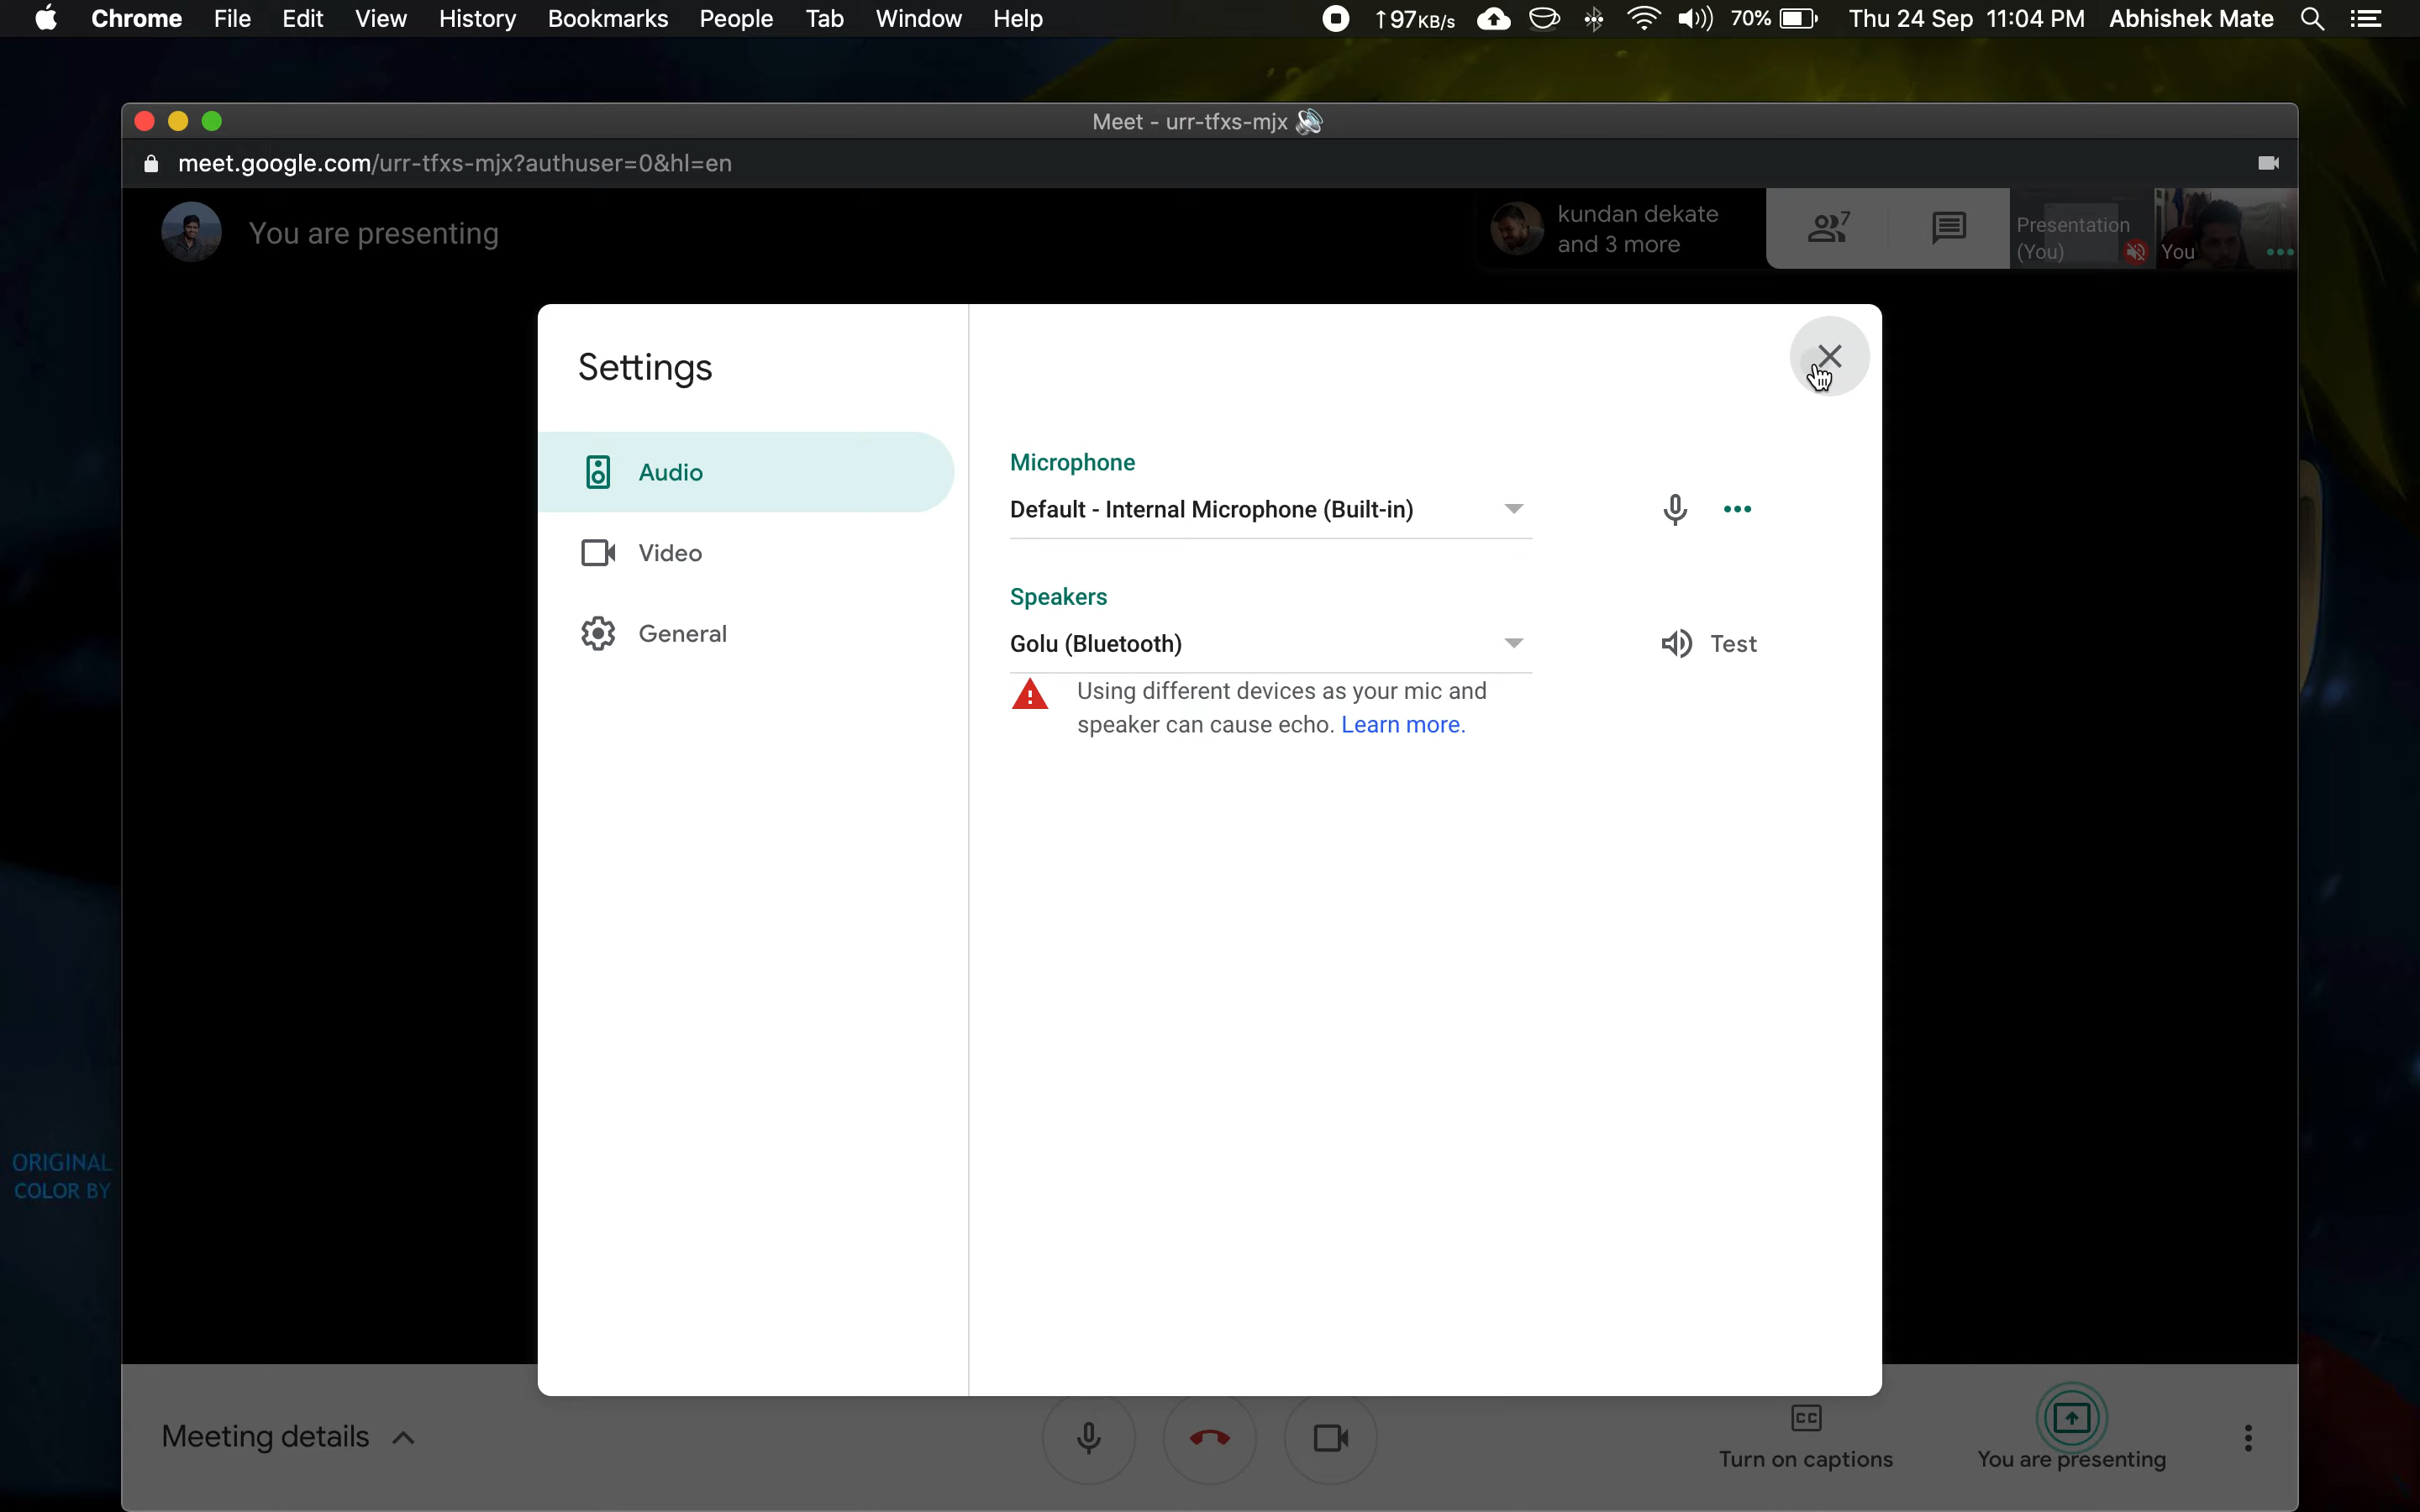 Chrome File Edit View History Bookmarks People Tab Window Help ↑97KB/s 70% Thu 24 Sep 11:04 PM Abhishek Mate
Meet - urr-tfxs-mjx 🔊
meet.google.com/urr-tfxs-mjx?authuser=0&hl=en
You are presenting
kundan dekate
and 3 more
7
Presentation
(You)
You
Settings
Audio
Video
General
Microphone
Default - Internal Microphone (Built-in)
Speakers
Golu (Bluetooth)
Test
Using different devices as your mic and
speaker can cause echo. Learn more.
ORIGINAL
COLOR BY
Meeting details
CC
Turn on captions
You are presenting